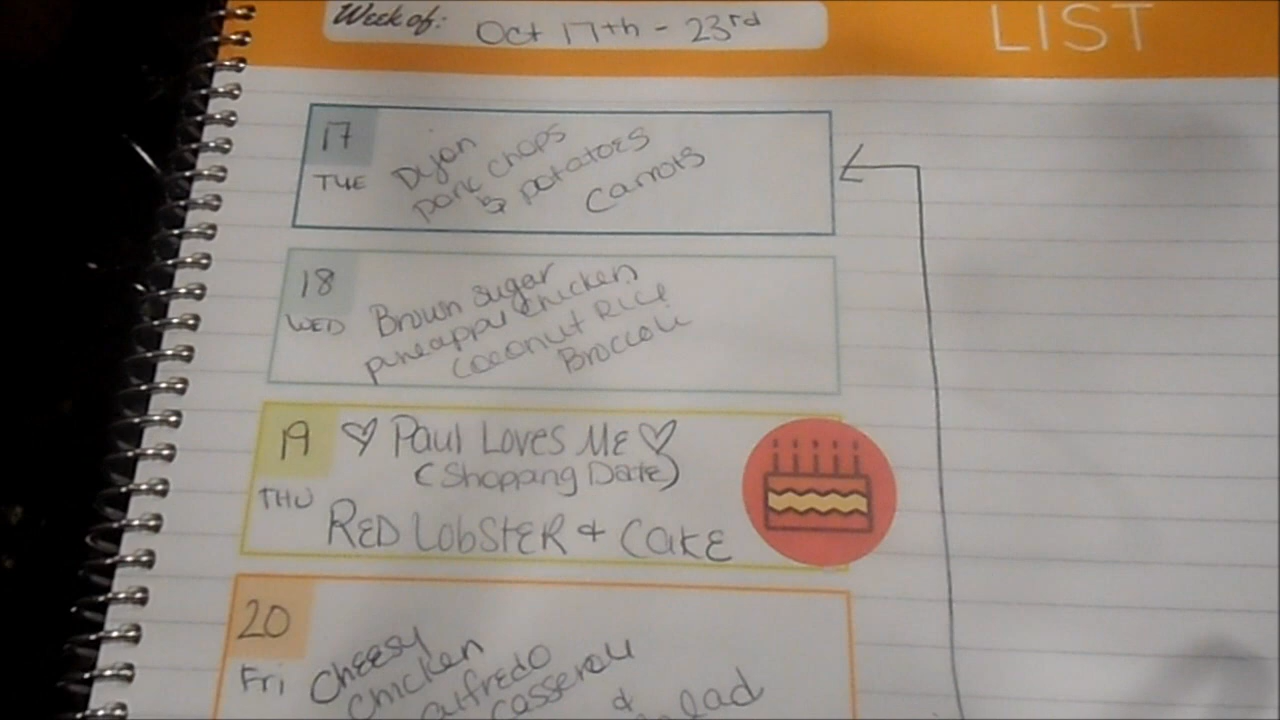 Week of: Oct 17th - 23rd
LIST
17
TUE
Dijon
pork chops
& potatoes
Carrots
18
WED
Brown sugar
pineapple chicken
Coconut Rice
Broccoli
19
THU
♡ Paul Loves Me ♡
(Shopping Date)
RED LOBSTER + CAKE
20
Fri
Cheesy
Chicken
alfredo
casserole
&